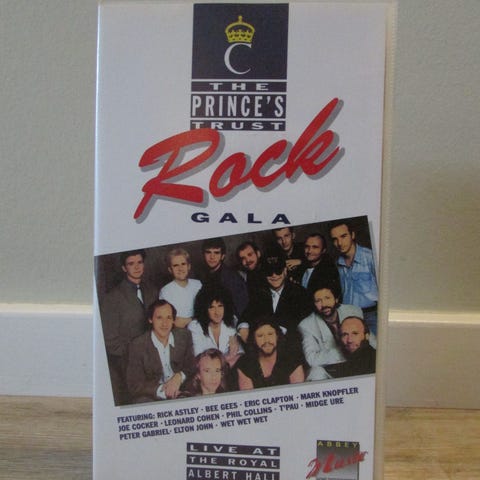 C
THE
PRINCE'S
TRUST
Rock
GALA
FEATURING: RICK ASTLEY · BEE GEES · ERIC CLAPTON · MARK KNOPFLER
JOE COCKER · LEONARD COHEN · PHIL COLLINS · T'PAU · MIDGE URE
PETER GABRIEL · ELTON JOHN · WET WET WET
LIVE AT
THE ROYAL
ALBERT HALL
ABBEY
Music